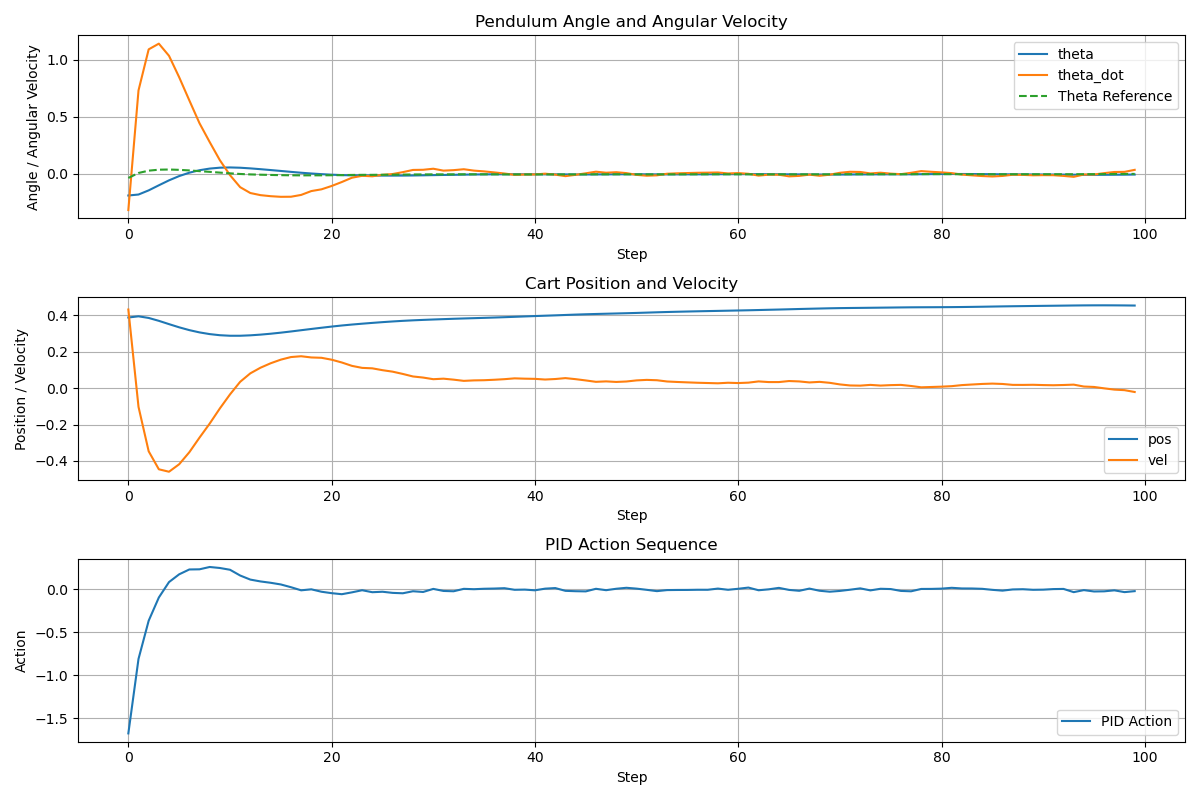 Pendulum Angle and Angular Velocity
Angle / Angular Velocity
1.0
0.5
0.0
theta
theta_dot
Theta Reference
0 20 40 60 80 100
Step
Cart Position and Velocity
Position / Velocity
0.4
0.2
0.0
−0.2
−0.4
pos
vel
0 20 40 60 80 100
Step
PID Action Sequence
Action
0.0
−0.5
−1.0
−1.5
PID Action
0 20 40 60 80 100
Step